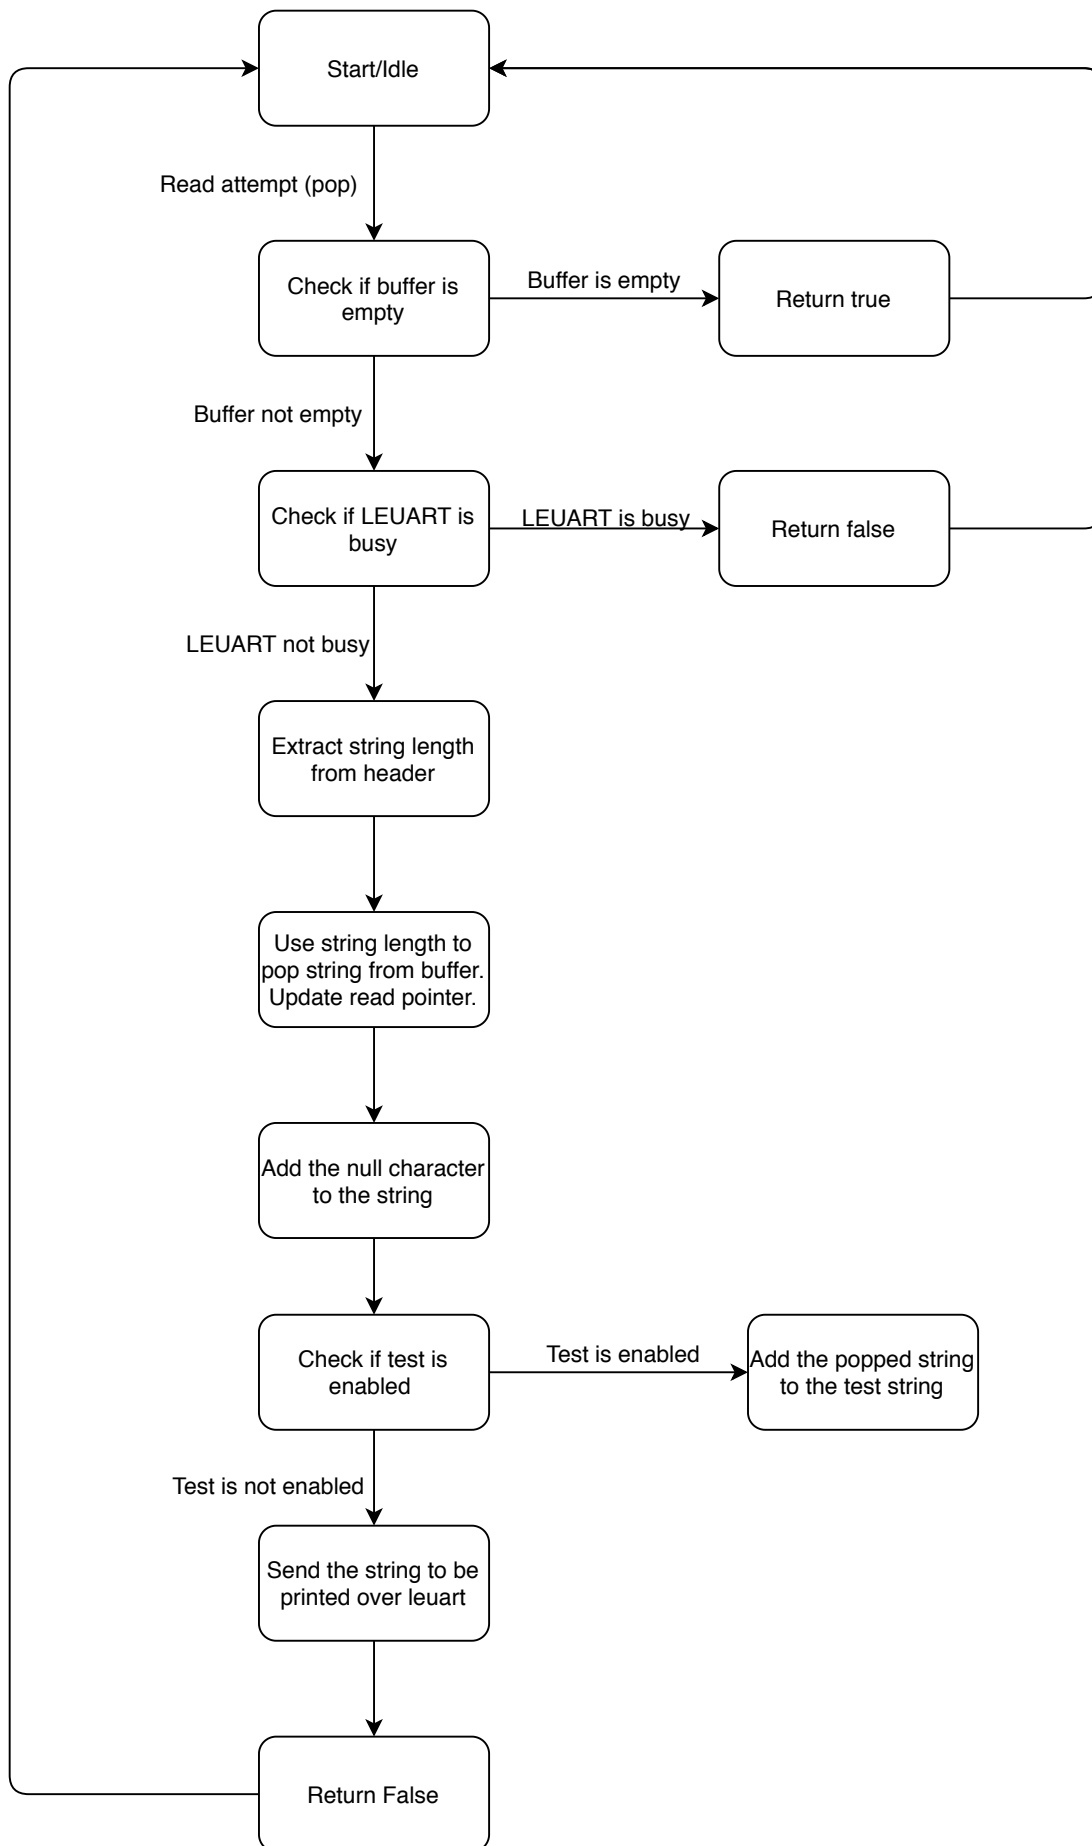 Start/Idle
Read attempt (pop)
Check if buffer is
empty
Buffer is empty
Return true
Buffer not empty
Check if LEUART is
busy
LEUART is busy
Return false
LEUART not busy
Extract string length
from header
Use string length to
pop string from buffer.
Update read pointer.
Add the null character
to the string
Check if test is
enabled
Test is enabled
Add the popped string
to the test string
Test is not enabled
Send the string to be
printed over leuart
Return False